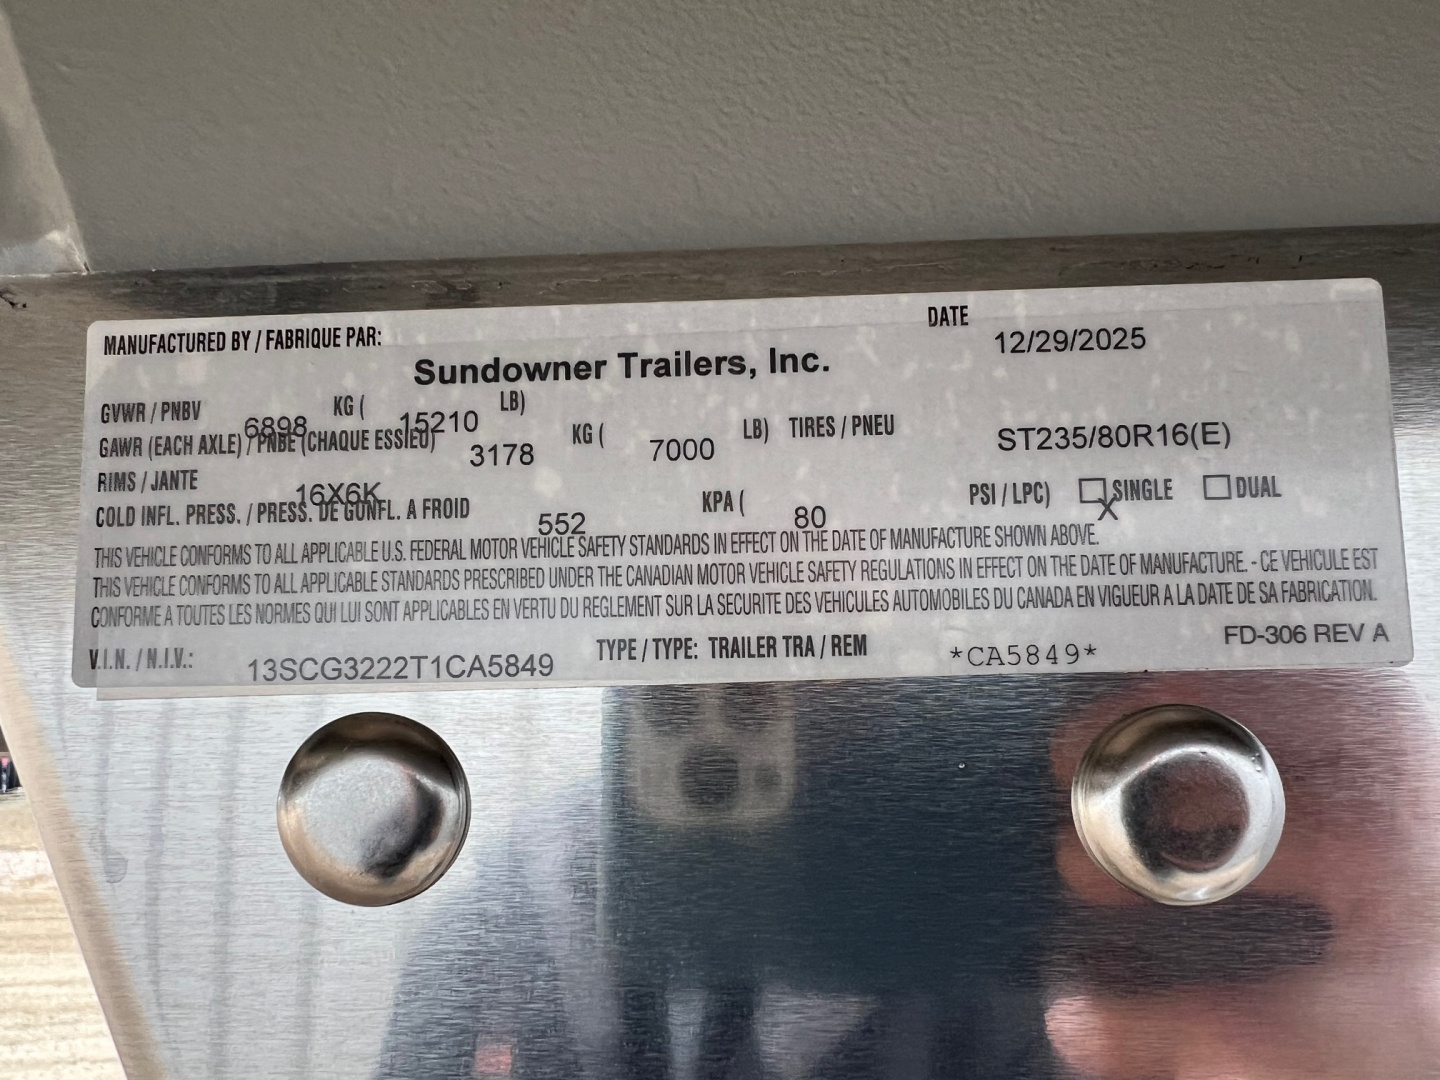 MANUFACTURED BY / FABRIQUE PAR: DATE 12/29/2025
Sundowner Trailers, Inc.
GVWR / PNBV 6898 KG ( 15210 LB)
GAWR (EACH AXLE) / PNBE (CHAQUE ESSIEU) 3178 KG ( 7000 LB) TIRES / PNEU ST235/80R16(E)
RIMS / JANTE 16X6K
COLD INFL. PRESS. / PRESS. DE GONFL. A FROID 552 KPA ( 80 PSI / LPC) ☐ SINGLE ☐ DUAL
X
THIS VEHICLE CONFORMS TO ALL APPLICABLE U.S. FEDERAL MOTOR VEHICLE SAFETY STANDARDS IN EFFECT ON THE DATE OF MANUFACTURE SHOWN ABOVE.
THIS VEHICLE CONFORMS TO ALL APPLICABLE STANDARDS PRESCRIBED UNDER THE CANADIAN MOTOR VEHICLE SAFETY REGULATIONS IN EFFECT ON THE DATE OF MANUFACTURE. - CE VEHICULE EST
CONFORME A TOUTES LES NORMES QUI LUI SONT APPLICABLES EN VERTU DU REGLEMENT SUR LA SECURITE DES VEHICULES AUTOMOBILES DU CANADA EN VIGUEUR A LA DATE DE SA FABRICATION.
V.I.N. / N.I.V.: 13SCG3222T1CA5849 TYPE / TYPE: TRAILER TRA / REM *CA5849* FD-306 REV A